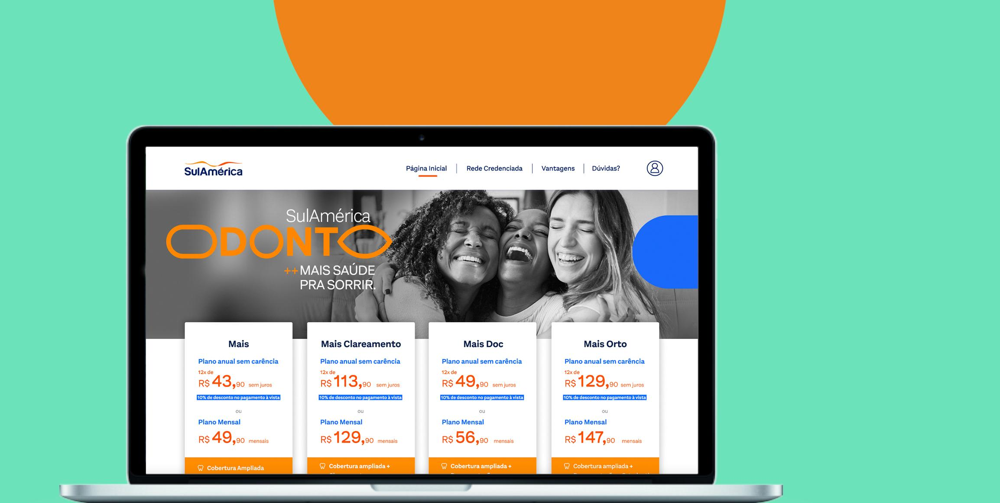 SulAmérica
Página Inicial
Rede Credenciada
Vantagens
Dúvidas?
SulAmérica
ODONTO
++MAIS SAÚDE
PRA SORRIR.
Mais
Plano anual sem carência
12x de
R$ 43,90 sem juros
10% de desconto no pagamento à vista
ou
Plano Mensal
R$ 49,90 mensais
Cobertura Ampliada
Mais Clareamento
Plano anual sem carência
12x de
R$ 113,90 sem juros
10% de desconto no pagamento à vista
ou
Plano Mensal
R$ 129,90 mensais
Cobertura ampliada +
Mais Doc
Plano anual sem carência
12x de
R$ 49,90 sem juros
10% de desconto no pagamento à vista
ou
Plano Mensal
R$ 56,90 mensais
Cobertura ampliada +
Mais Orto
Plano anual sem carência
12x de
R$ 129,90 sem juros
10% de desconto no pagamento à vista
ou
Plano Mensal
R$ 147,90 mensais
Cobertura ampliada +